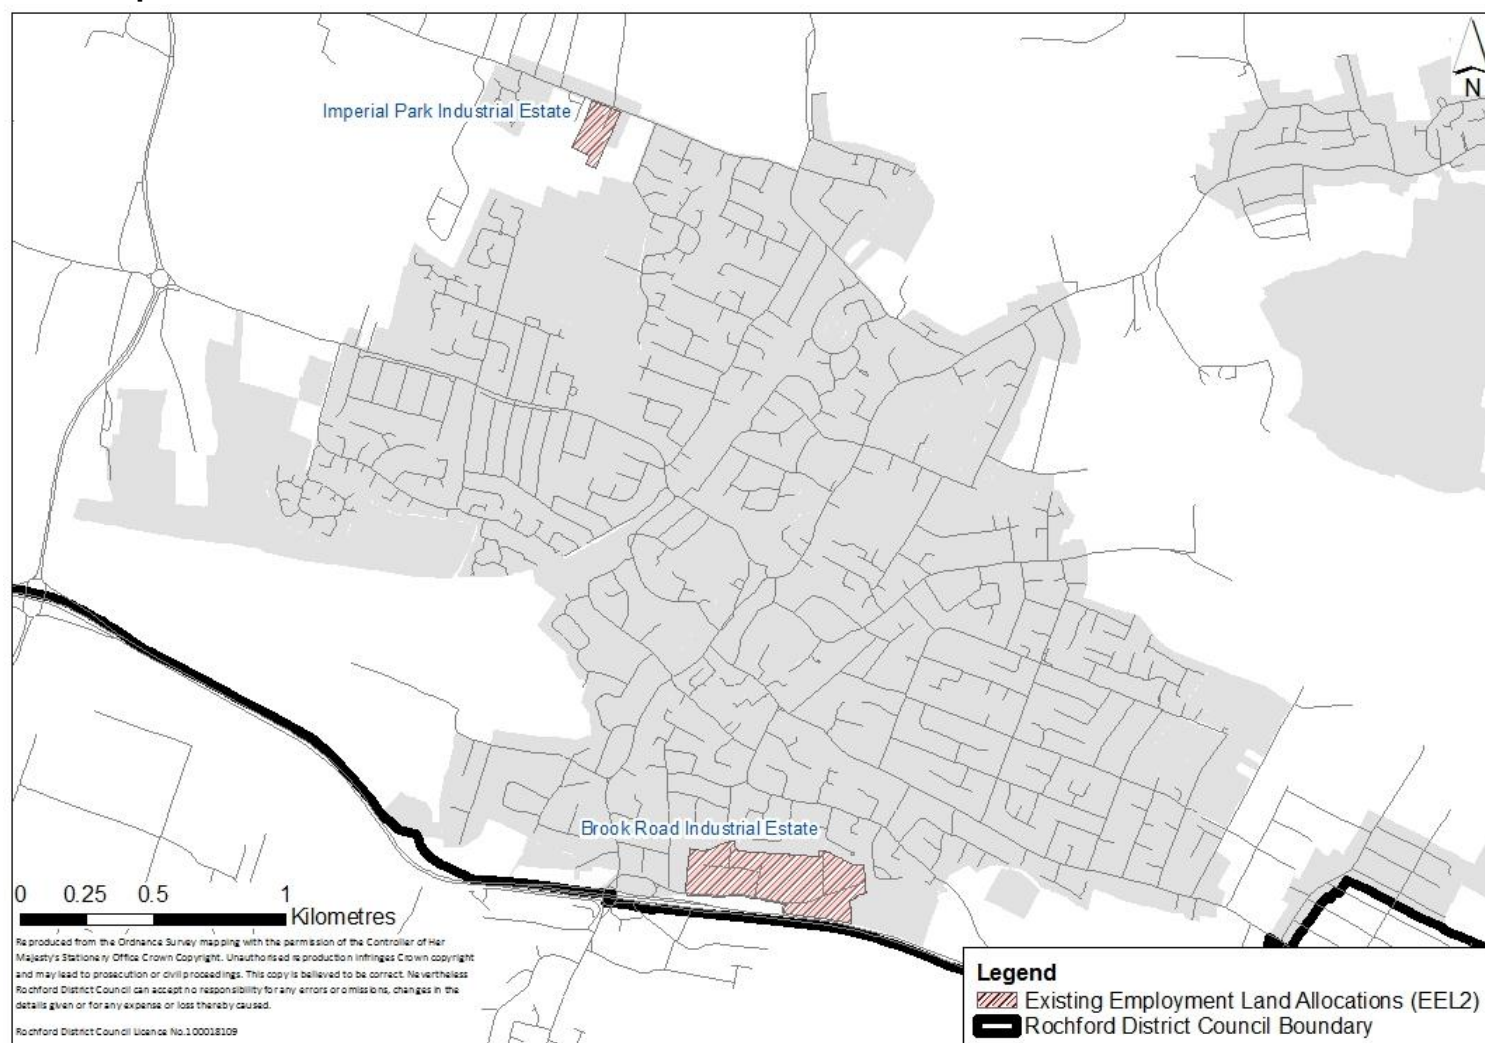 N
Imperial Park Industrial Estate
Brook Road Industrial Estate
0 0.25 0.5 1
Kilometres
Reproduced from the Ordnance Survey mapping with the permission of the Controller of Her
Majesty's Stationery Office Crown Copyright. Unauthorised reproduction infringes Crown copyright
and may lead to prosecution or civil proceedings. This copy is believed to be correct. Nevertheless
Rochford District Council can accept no responsibility for any errors or omissions, changes in the
details given or for any expense or loss thereby caused.
Rochford District Council Licence No.100018109
Legend
Existing Employment Land Allocations (EEL2)
Rochford District Council Boundary